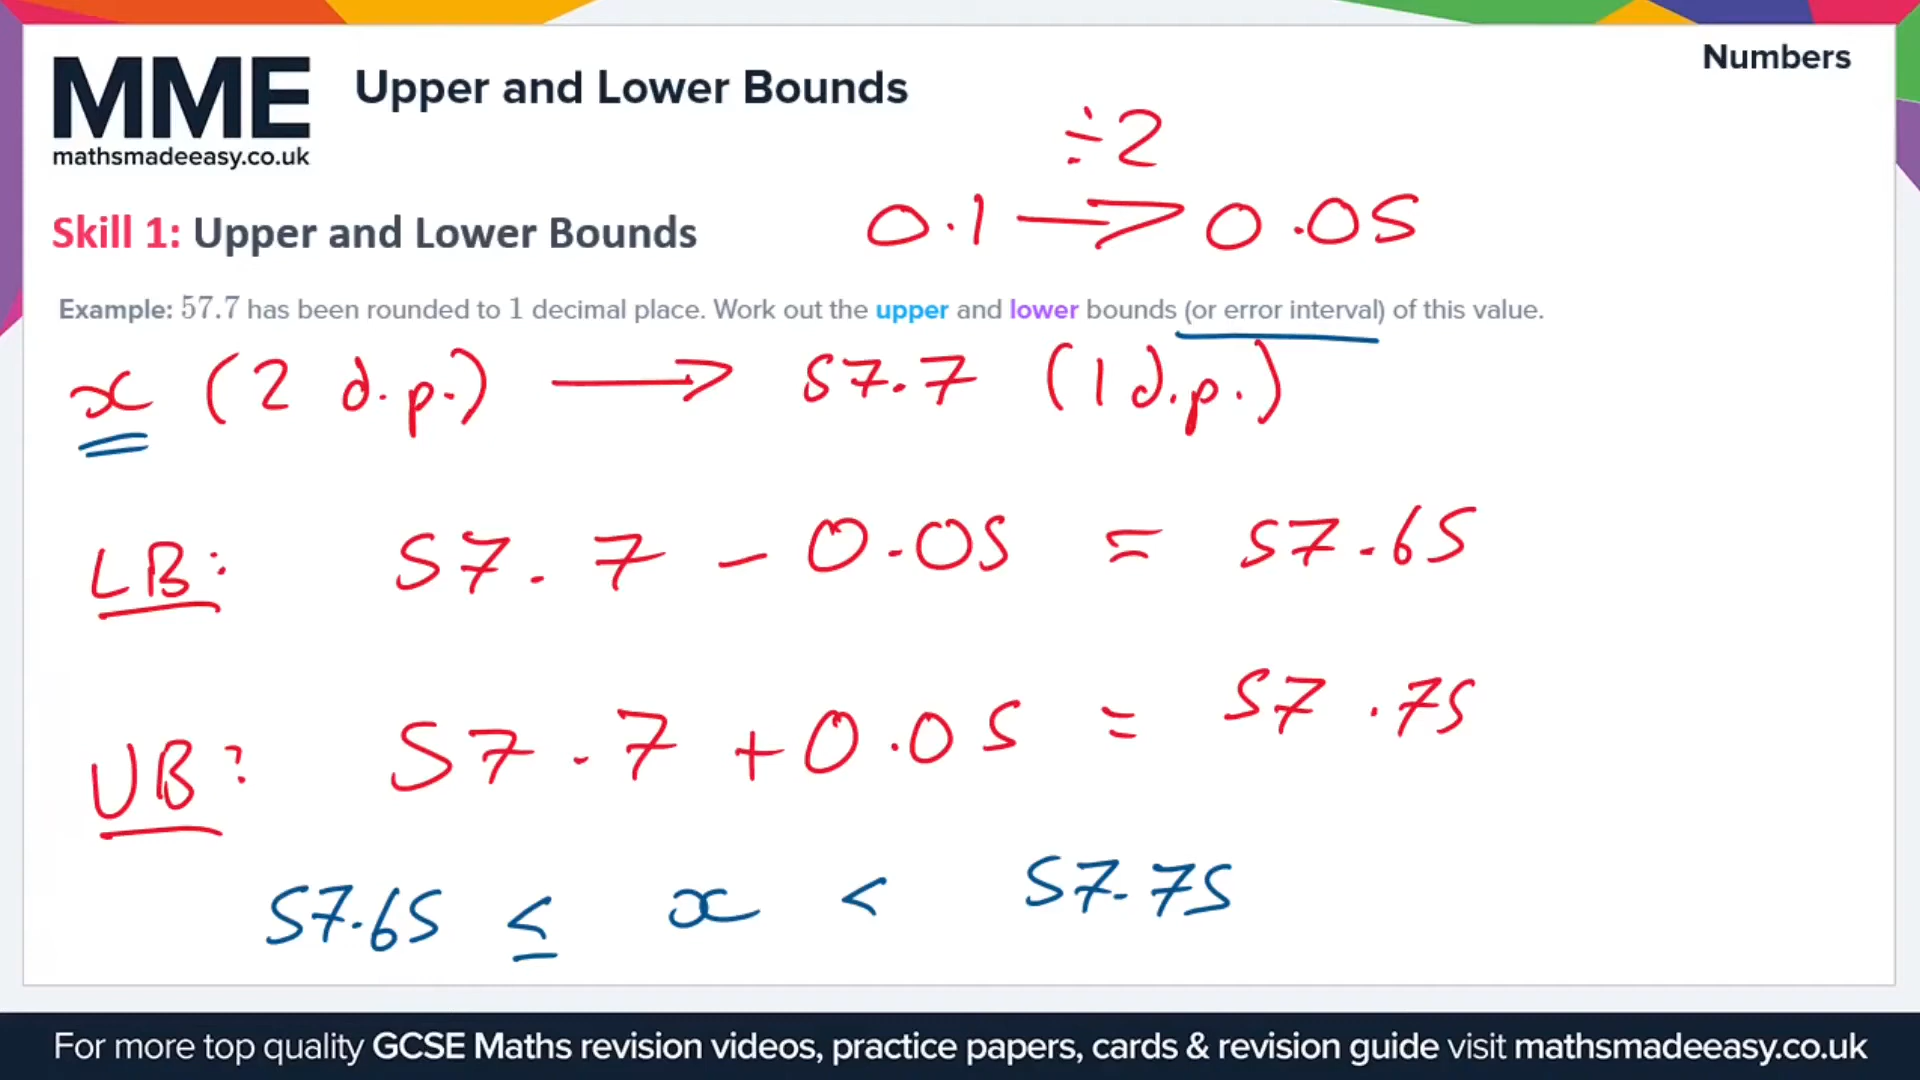 Numbers
MME
mathsmadeeasy.co.uk
Upper and Lower Bounds
÷2
0.1 → 0.05
Skill 1: Upper and Lower Bounds
Example: 57.7 has been rounded to 1 decimal place. Work out the upper and lower bounds (or error interval) of this value.
x (2 d.p.) → 57.7 (1 d.p.)
LB: 57.7 - 0.05 = 57.65
UB: 57.7 + 0.05 = 57.75
57.65 ≤ x < 57.75
For more top quality GCSE Maths revision videos, practice papers, cards & revision guide visit mathsmadeeasy.co.uk